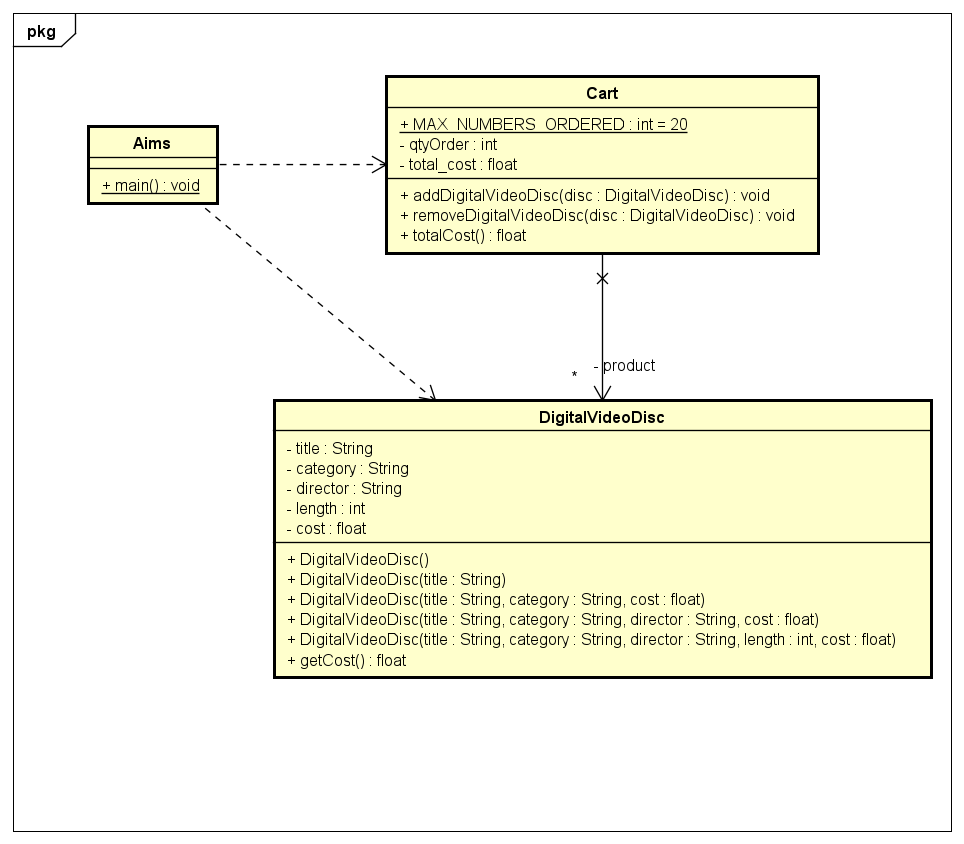 pkg
Aims
+ main() : void
Cart
+ MAX_NUMBERS_ORDERED : int = 20
- qtyOrder : int
- total_cost : float
+ addDigitalVideoDisc(disc : DigitalVideoDisc) : void
+ removeDigitalVideoDisc(disc : DigitalVideoDisc) : void
+ totalCost() : float
- product
*
DigitalVideoDisc
- title : String
- category : String
- director : String
- length : int
- cost : float
+ DigitalVideoDisc()
+ DigitalVideoDisc(title : String)
+ DigitalVideoDisc(title : String, category : String, cost : float)
+ DigitalVideoDisc(title : String, category : String, director : String, cost : float)
+ DigitalVideoDisc(title : String, category : String, director : String, length : int, cost : float)
+ getCost() : float